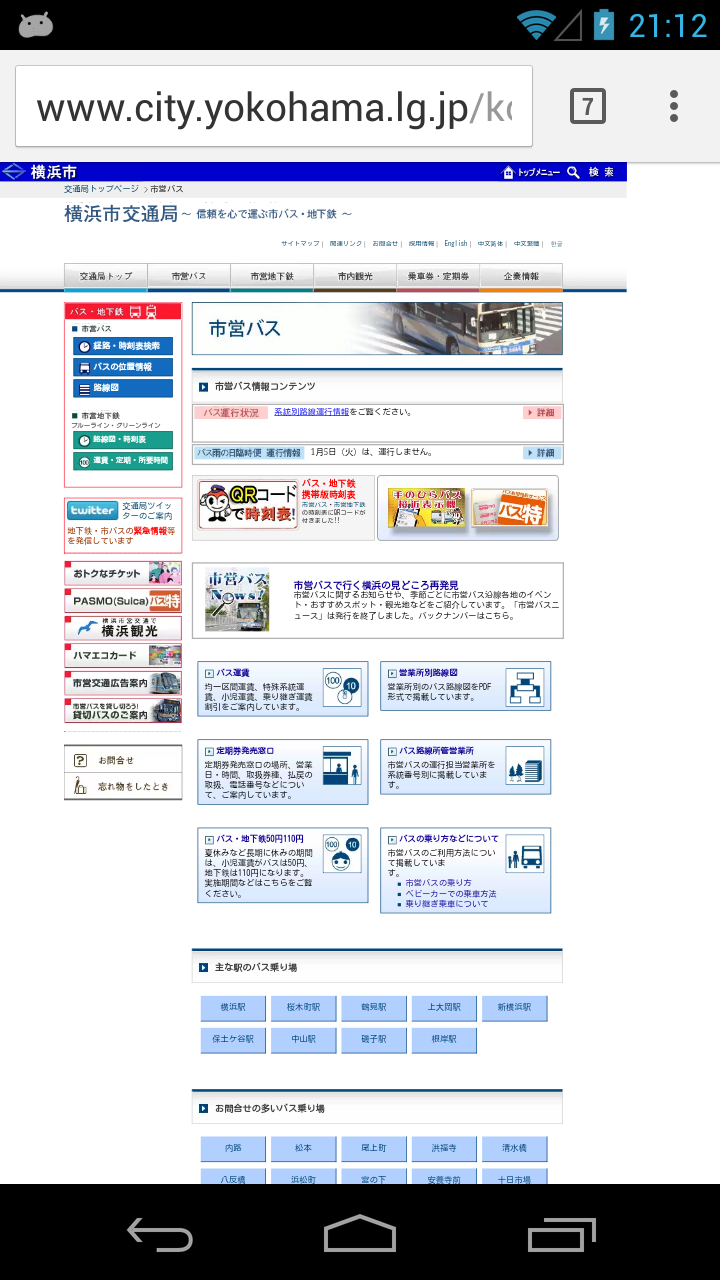 21:12
www.city.yokohama.lg.jp/ko
7
横浜市
トップメニュー 検 索
交通局トップページ > 市営バス
横浜市交通局 ～ 信頼を心で運ぶ市バス・地下鉄 ～
サイトマップ | 関連リンク | お問合せ | 採用情報 | English | 中文简体 | 中文繁體 | 한글
交通局トップ 市営バス 市営地下鉄 市内観光 乗車券・定期券 企業情報
バス・地下鉄
市営バス
経路・時刻表検索
バスの位置情報
路線図
市営地下鉄
ブルーライン・グリーンライン
路線図・時刻表
100 運賃・定期・所要時間
twitter 交通局ツイッ
ターのご案内
地下鉄・市バスの緊急情報等
を発信しています
おトクなチケット
PASMO(Suica) バス特
横浜市営交通で
横浜観光
ハマエコカード
市営交通広告案内
市営バスを貸し切ろう!
貸切バスのご案内
お問合せ
忘れ物をしたとき
市営バス
市営バス情報コンテンツ
バス運行状況 系統別路線運行情報をご覧ください。 詳細
バス雨の日臨時便 運行情報 1月5日（火）は、運行しません。 詳細
QRコード
で時刻表!
バス・地下鉄
携帯版時刻表
市営バス・市営地下鉄
の時刻表にQRコードが
付きました!!
手のひらバス
接近表示機
バス特
市営バス
News!
市営バスで行く横浜の見どころ再発見
市営バスに関するお知らせや、季節ごとに市営バス沿線各地のイベン
ト・おすすめスポット・観光地などをご紹介しています。「市営バスニ
ュース」は発行を終了しました。バックナンバーはこちら。
バス運賃
均一区間運賃、特殊系統運
賃、小児運賃、乗り継ぎ運賃
割引をご案内しています。
100 10
営業所別路線図
営業所別のバス路線図をPDF
形式で掲載しています。
定期券発売窓口
定期券発売窓口の場所、営業
日・時間、取扱券種、払戻の
取扱、電話番号などについ
て、ご案内しています。
バス路線所管営業所
市営バスの運行担当営業所を
系統番号別に掲載していま
す。
バス・地下鉄50円110円
夏休みなど長期に休みの期間
は、小児運賃がバスは50円、
地下鉄は110円になります。
実施期間などはこちらをご覧
ください。
100 10
バスの乗り方などについて
市営バスのご利用方法につい
て掲載していま
す。
市営バスの乗り方
ベビーカーでの乗車方法
乗り継ぎ乗車について
主な駅のバス乗り場
横浜駅 桜木町駅 鶴見駅 上大岡駅 新横浜駅
保土ケ谷駅 中山駅 磯子駅 根岸駅
お問合せの多いバス乗り場
内路 松本 尾上町 洪福寺 清水橋
八反橋 浜松町 宮の下 安養寺前 十日市場